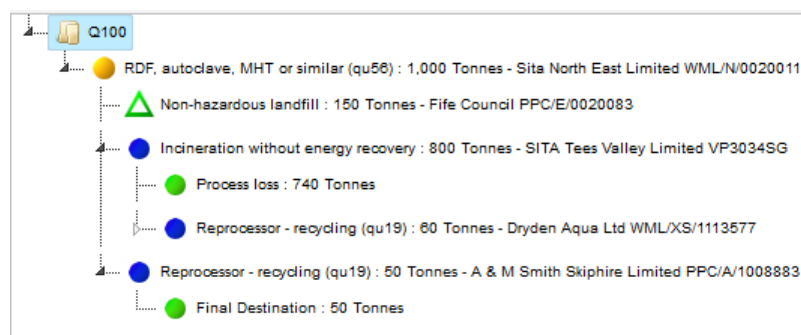 Q100
RDF, autoclave, MHT or similar (qu56) : 1,000 Tonnes - Sita North East Limited WML/N/0020011
Non-hazardous landfill : 150 Tonnes - Fife Council PPC/E/0020083
Incineration without energy recovery : 800 Tonnes - SITA Tees Valley Limited VP3034SG
Process loss : 740 Tonnes
Reprocessor - recycling (qu19) : 60 Tonnes - Dryden Aqua Ltd WML/XS/1113577
Reprocessor - recycling (qu19) : 50 Tonnes - A & M Smith Skiphire Limited PPC/A/1008883
Final Destination : 50 Tonnes